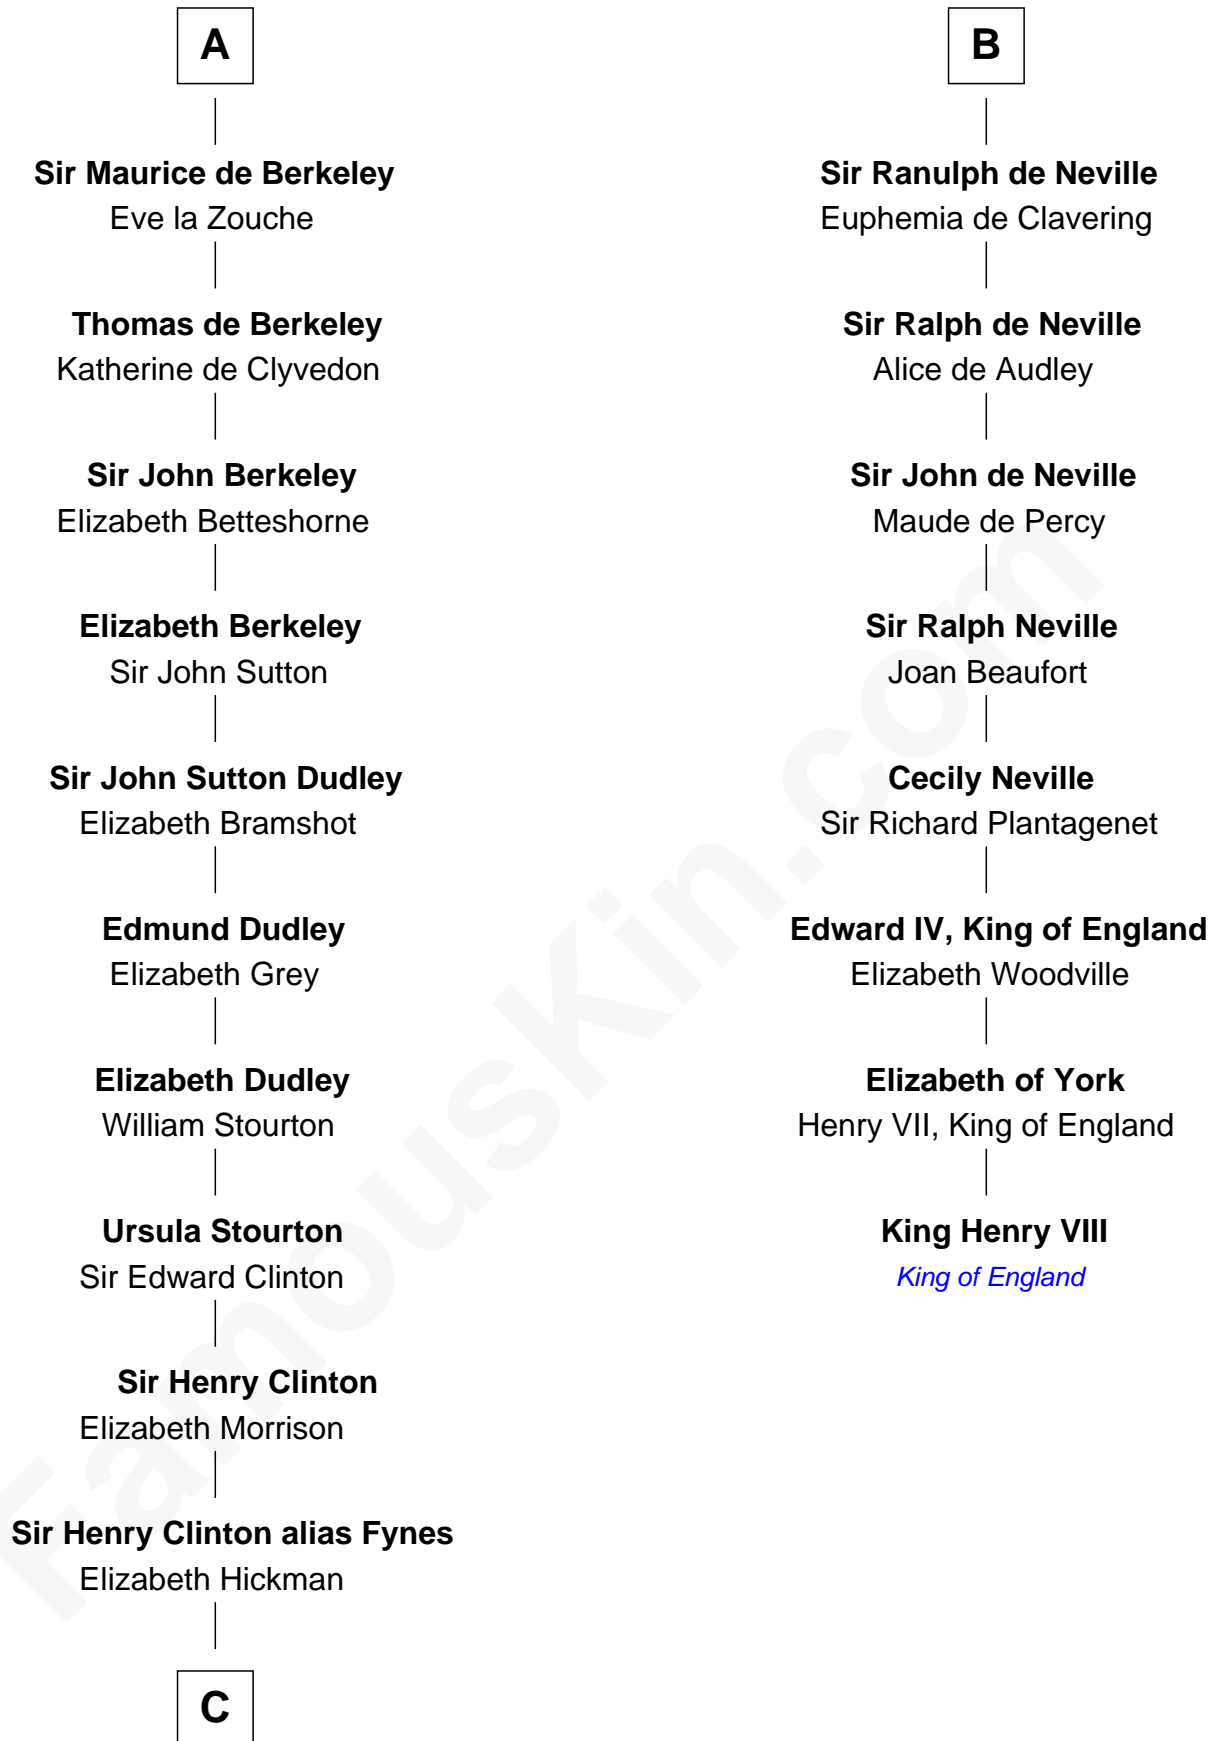 A
Sir Maurice de Berkeley
Eve la Zouche
Thomas de Berkeley
Katherine de Clyvedon
Sir John Berkeley
Elizabeth Betteshorne
Elizabeth Berkeley
Sir John Sutton
Sir John Sutton Dudley
Elizabeth Bramshot
Edmund Dudley
Elizabeth Grey
Elizabeth Dudley
William Stourton
Ursula Stourton
Sir Edward Clinton
Sir Henry Clinton
Elizabeth Morrison
Sir Henry Clinton alias Fynes
Elizabeth Hickman
C
B
Sir Ranulph de Neville
Euphemia de Clavering
Sir Ralph de Neville
Alice de Audley
Sir John de Neville
Maude de Percy
Sir Ralph Neville
Joan Beaufort
Cecily Neville
Sir Richard Plantagenet
Edward IV, King of England
Elizabeth Woodville
Elizabeth of York
Henry VII, King of England
King Henry VIII
King of England
FamousKin.com